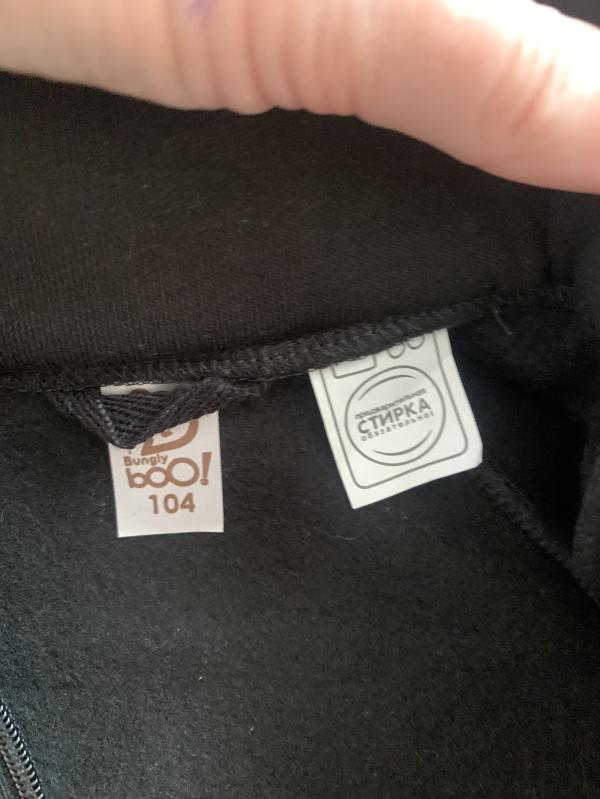 Bungly
boo!
104
предварительная
СТИРКА
обязательна!